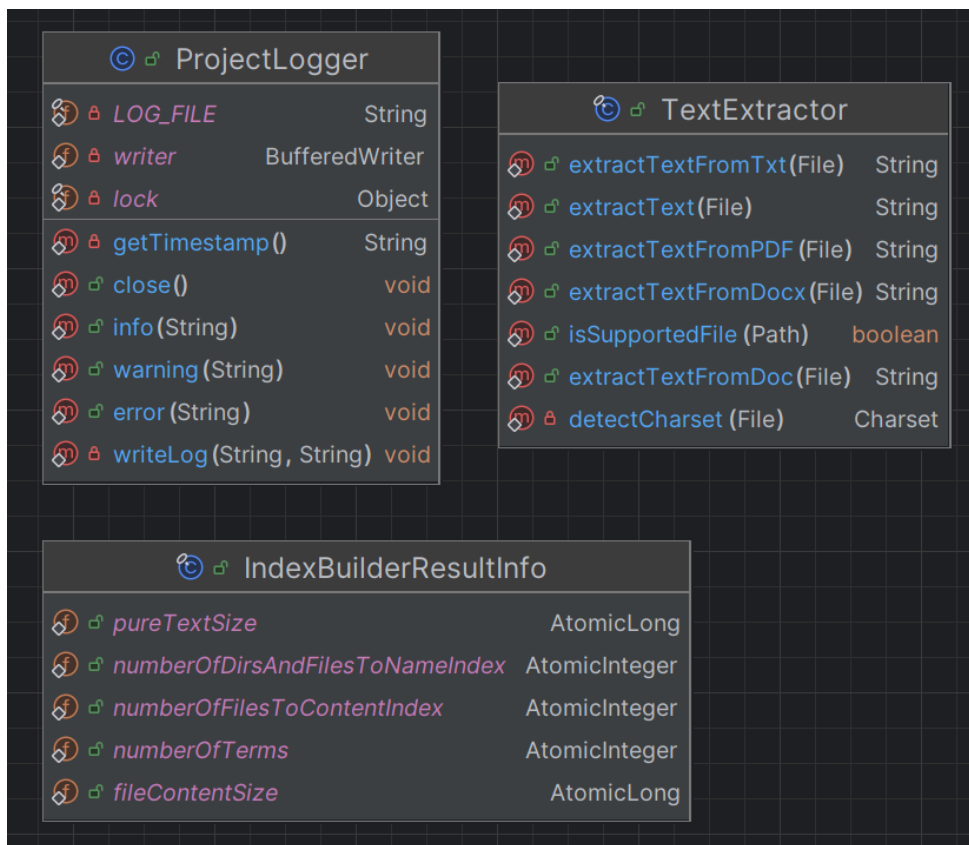 ProjectLogger
LOG_FILE String
writer BufferedWriter
lock Object
getTimestamp() String
close() void
info(String) void
warning(String) void
error(String) void
writeLog(String, String) void
TextExtractor
extractTextFromTxt(File) String
extractText(File) String
extractTextFromPDF(File) String
extractTextFromDocx(File) String
isSupportedFile(Path) boolean
extractTextFromDoc(File) String
detectCharset(File) Charset
IndexBuilderResultInfo
pureTextSize AtomicLong
numberOfDirsAndFilesToNameIndex AtomicInteger
numberOfFilesToContentIndex AtomicInteger
numberOfTerms AtomicInteger
fileContentSize AtomicLong